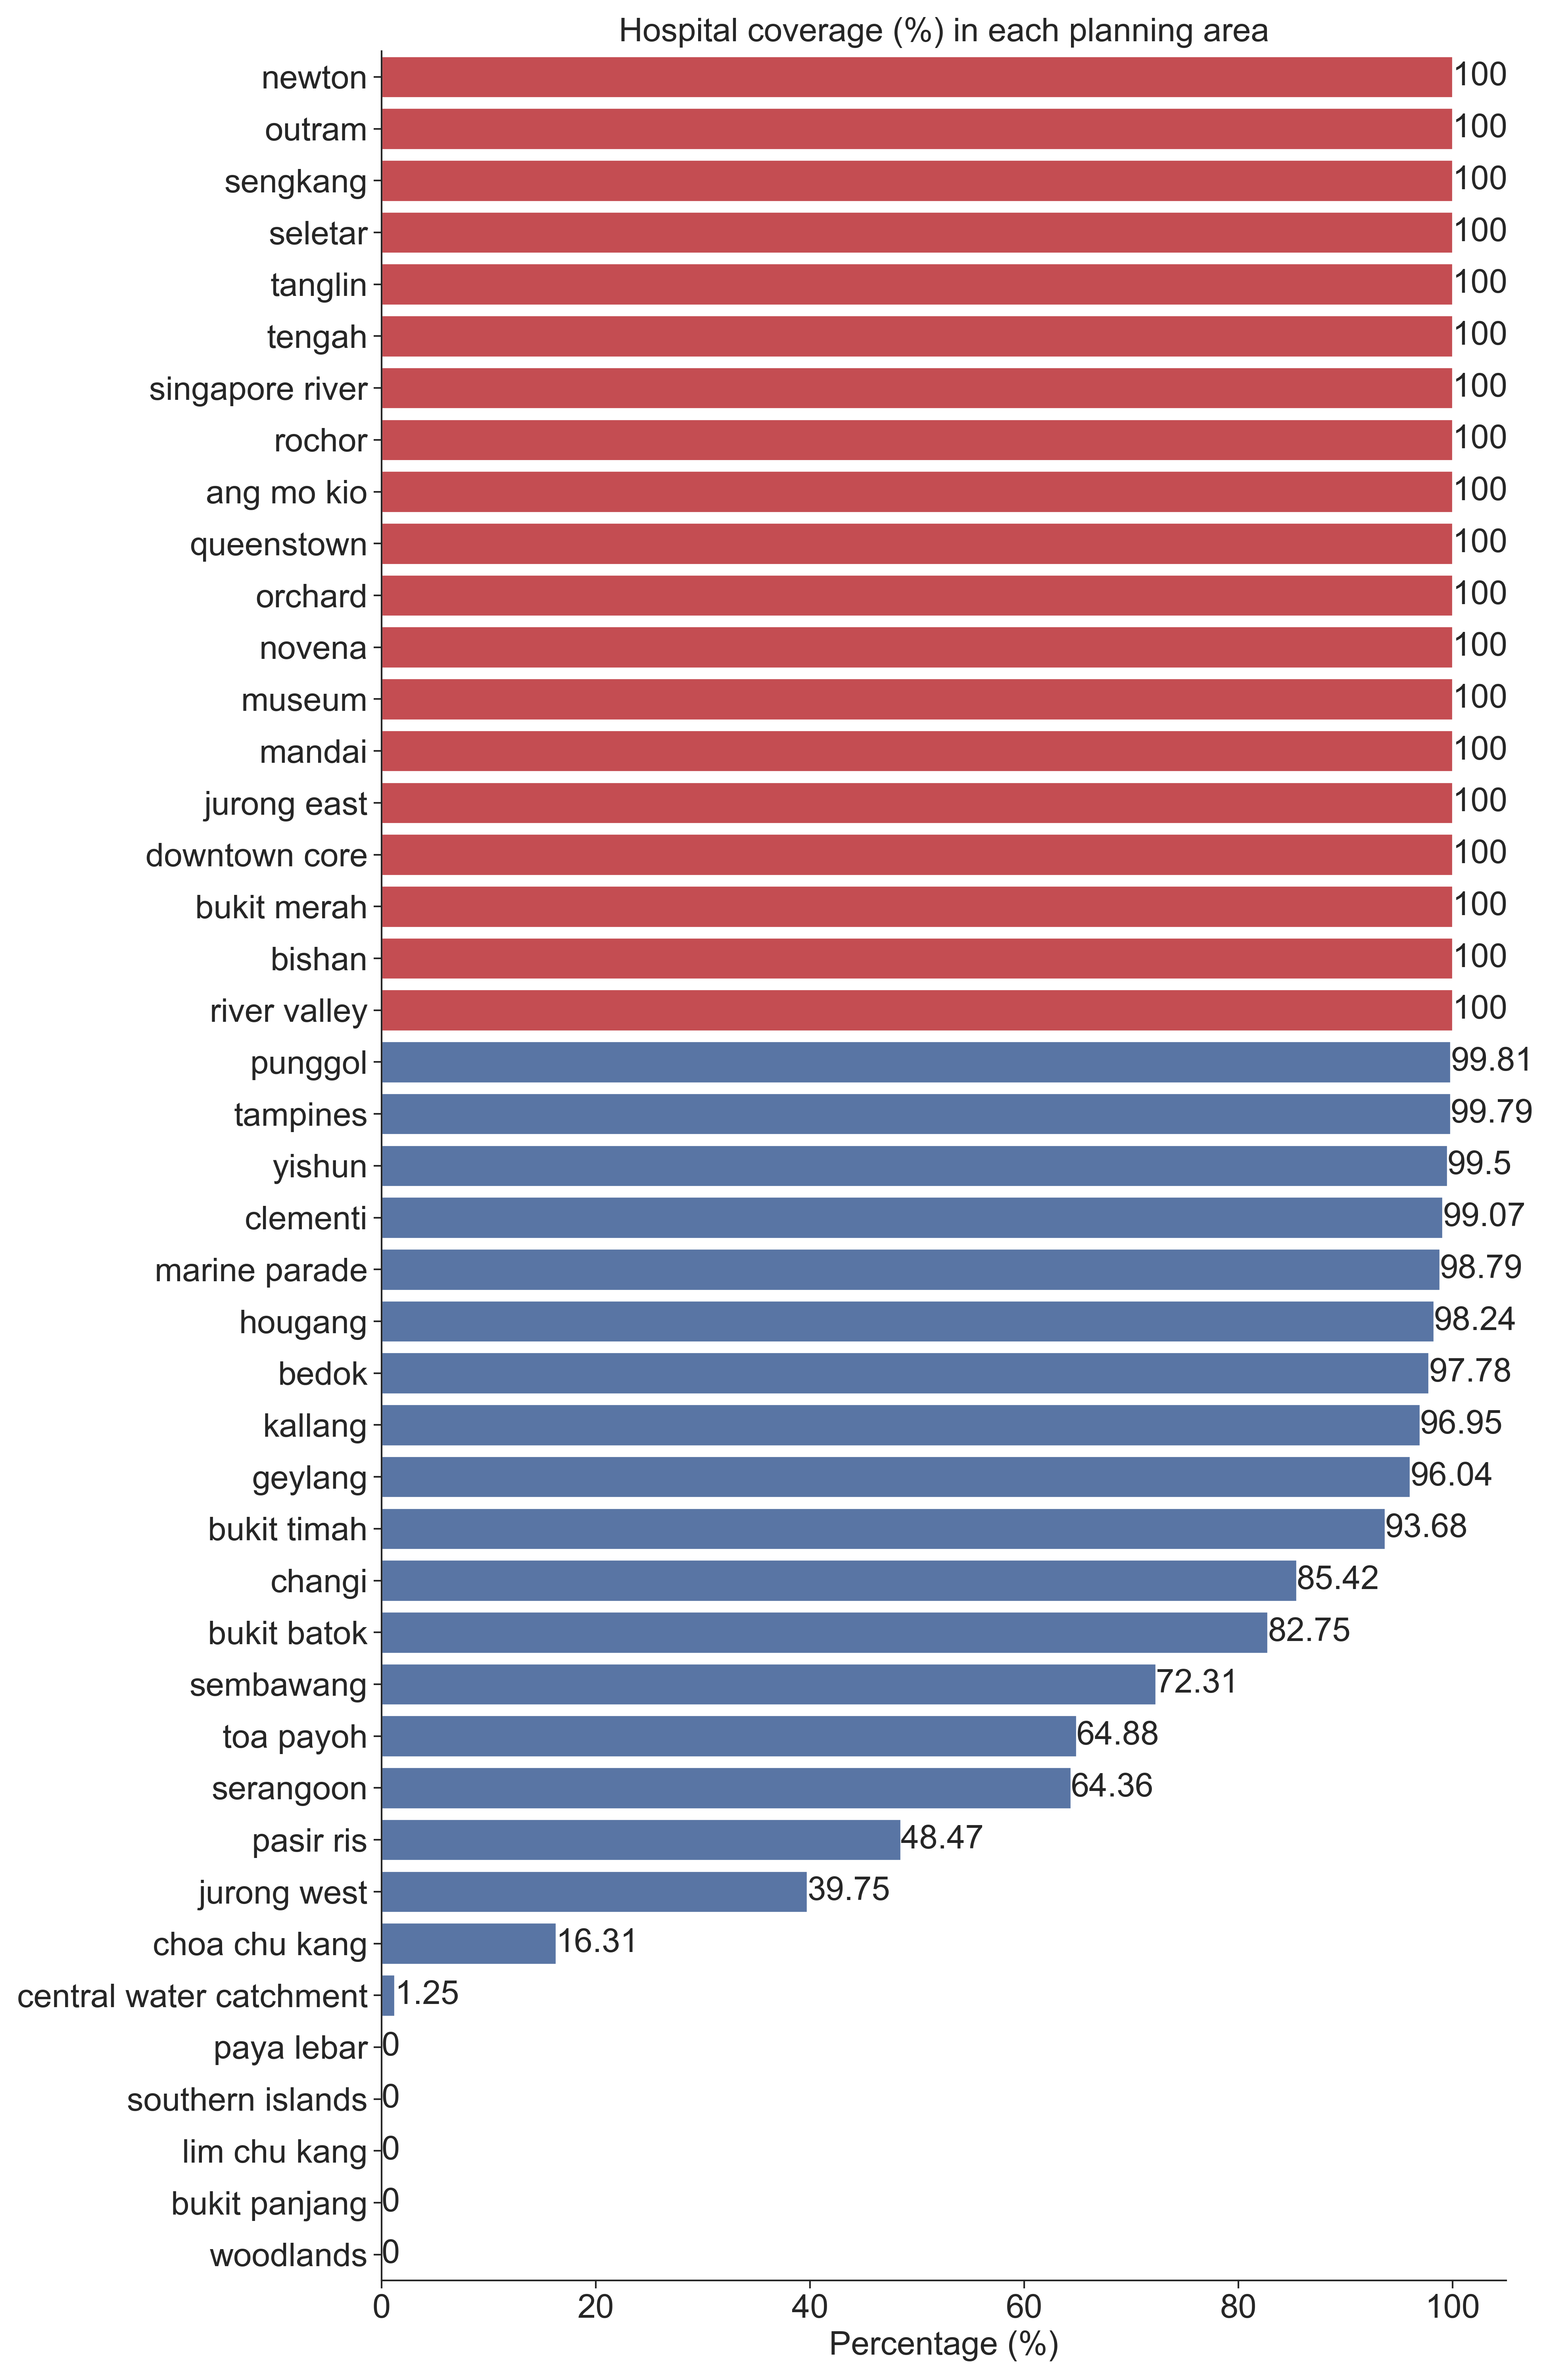 Hospital coverage (%) in each planning area
newton 100
outram 100
sengkang 100
seletar 100
tanglin 100
tengah 100
singapore river 100
rochor 100
ang mo kio 100
queenstown 100
orchard 100
novena 100
museum 100
mandai 100
jurong east 100
downtown core 100
bukit merah 100
bishan 100
river valley 100
punggol 99.81
tampines 99.79
yishun 99.5
clementi 99.07
marine parade 98.79
hougang 98.24
bedok 97.78
kallang 96.95
geylang 96.04
bukit timah 93.68
changi 85.42
bukit batok 82.75
sembawang 72.31
toa payoh 64.88
serangoon 64.36
pasir ris 48.47
jurong west 39.75
choa chu kang 16.31
central water catchment 1.25
paya lebar 0
southern islands 0
lim chu kang 0
bukit panjang 0
woodlands 0
0 20 40 60 80 100
Percentage (%)